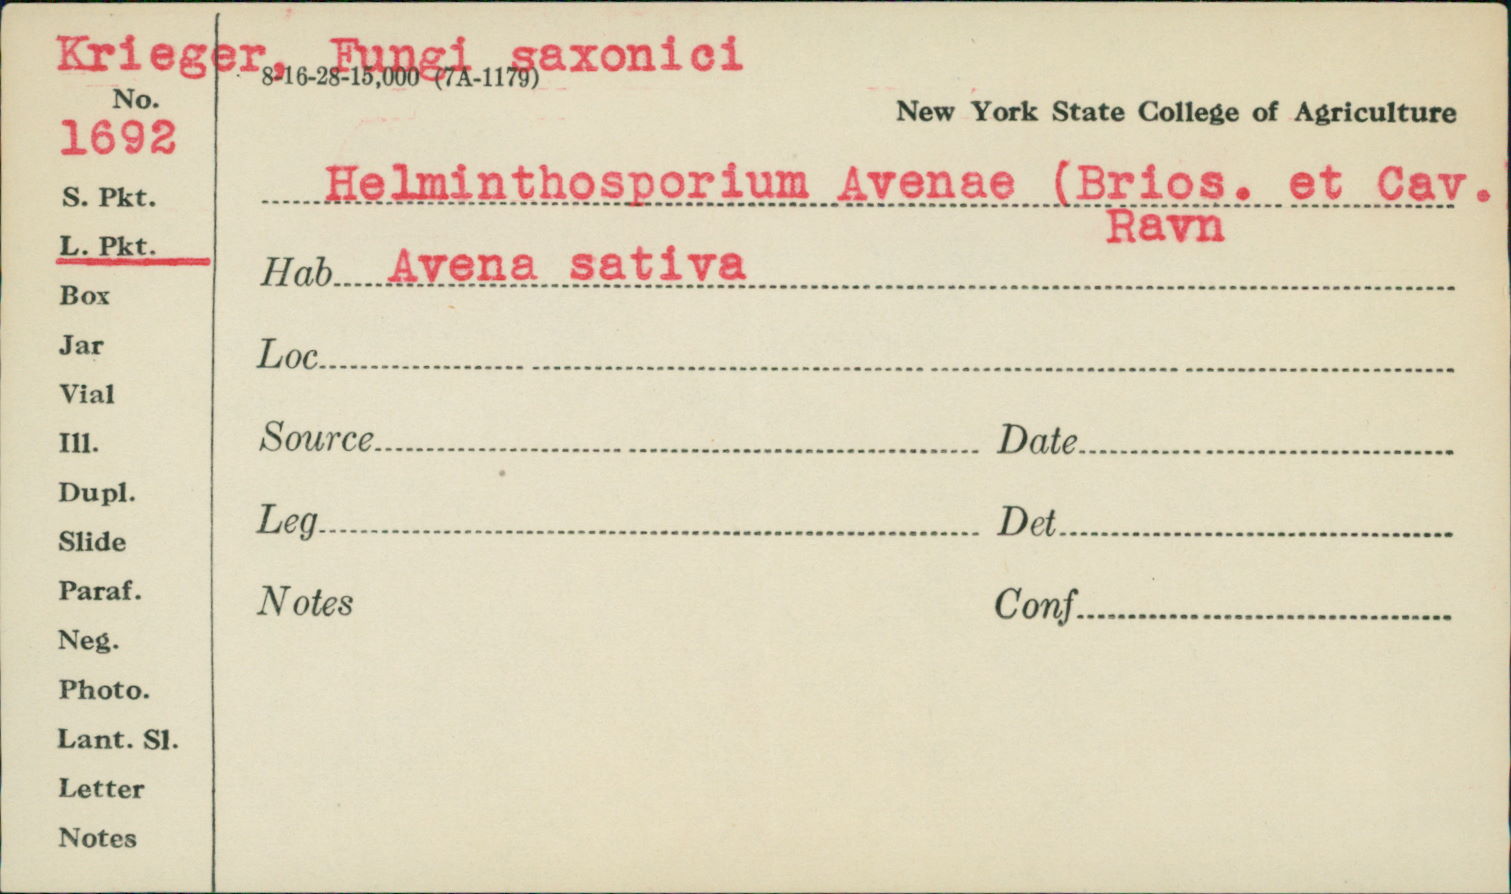 Krieger, Fungi saxonici
8-16-28-15,000 (7A-1179)
No.
1692
New York State College of Agriculture
Helminthosporium Avenae (Brios. et Cav.
Ravn
S. Pkt.
L. Pkt.
Hab. Avena sativa
Box
Jar
Loc.
Vial
Ill.
Source
Date
Dupl.
Slide
Leg.
Det.
Paraf.
Notes
Conf.
Neg.
Photo.
Lant. Sl.
Letter
Notes